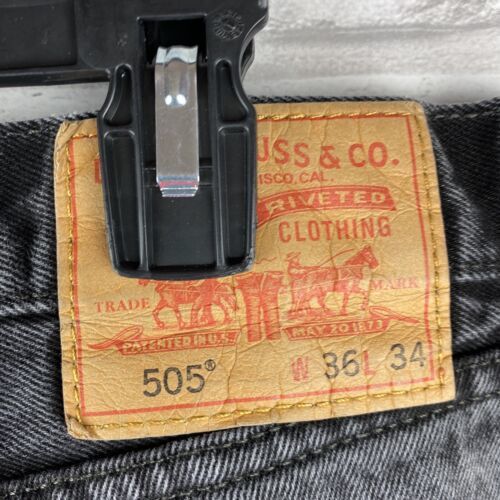 USS & CO.
ISCO, CAL.
RIVETED
CLOTHING
TRADE MARK
PATENTED IN U.S. MAY 20 1873
505® W 36 L 34